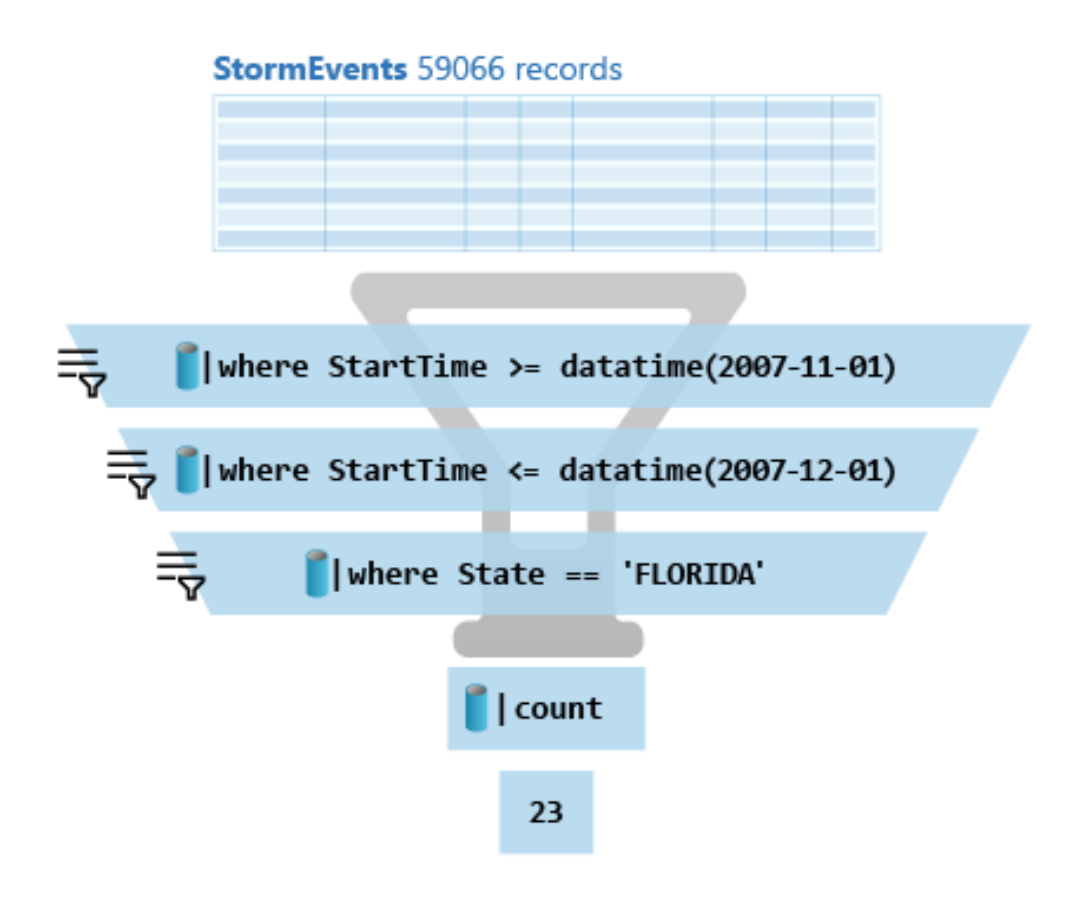 StormEvents 59066 records
|where StartTime >= datatime(2007-11-01)
|where StartTime <= datatime(2007-12-01)
|where State == 'FLORIDA'
|count
23